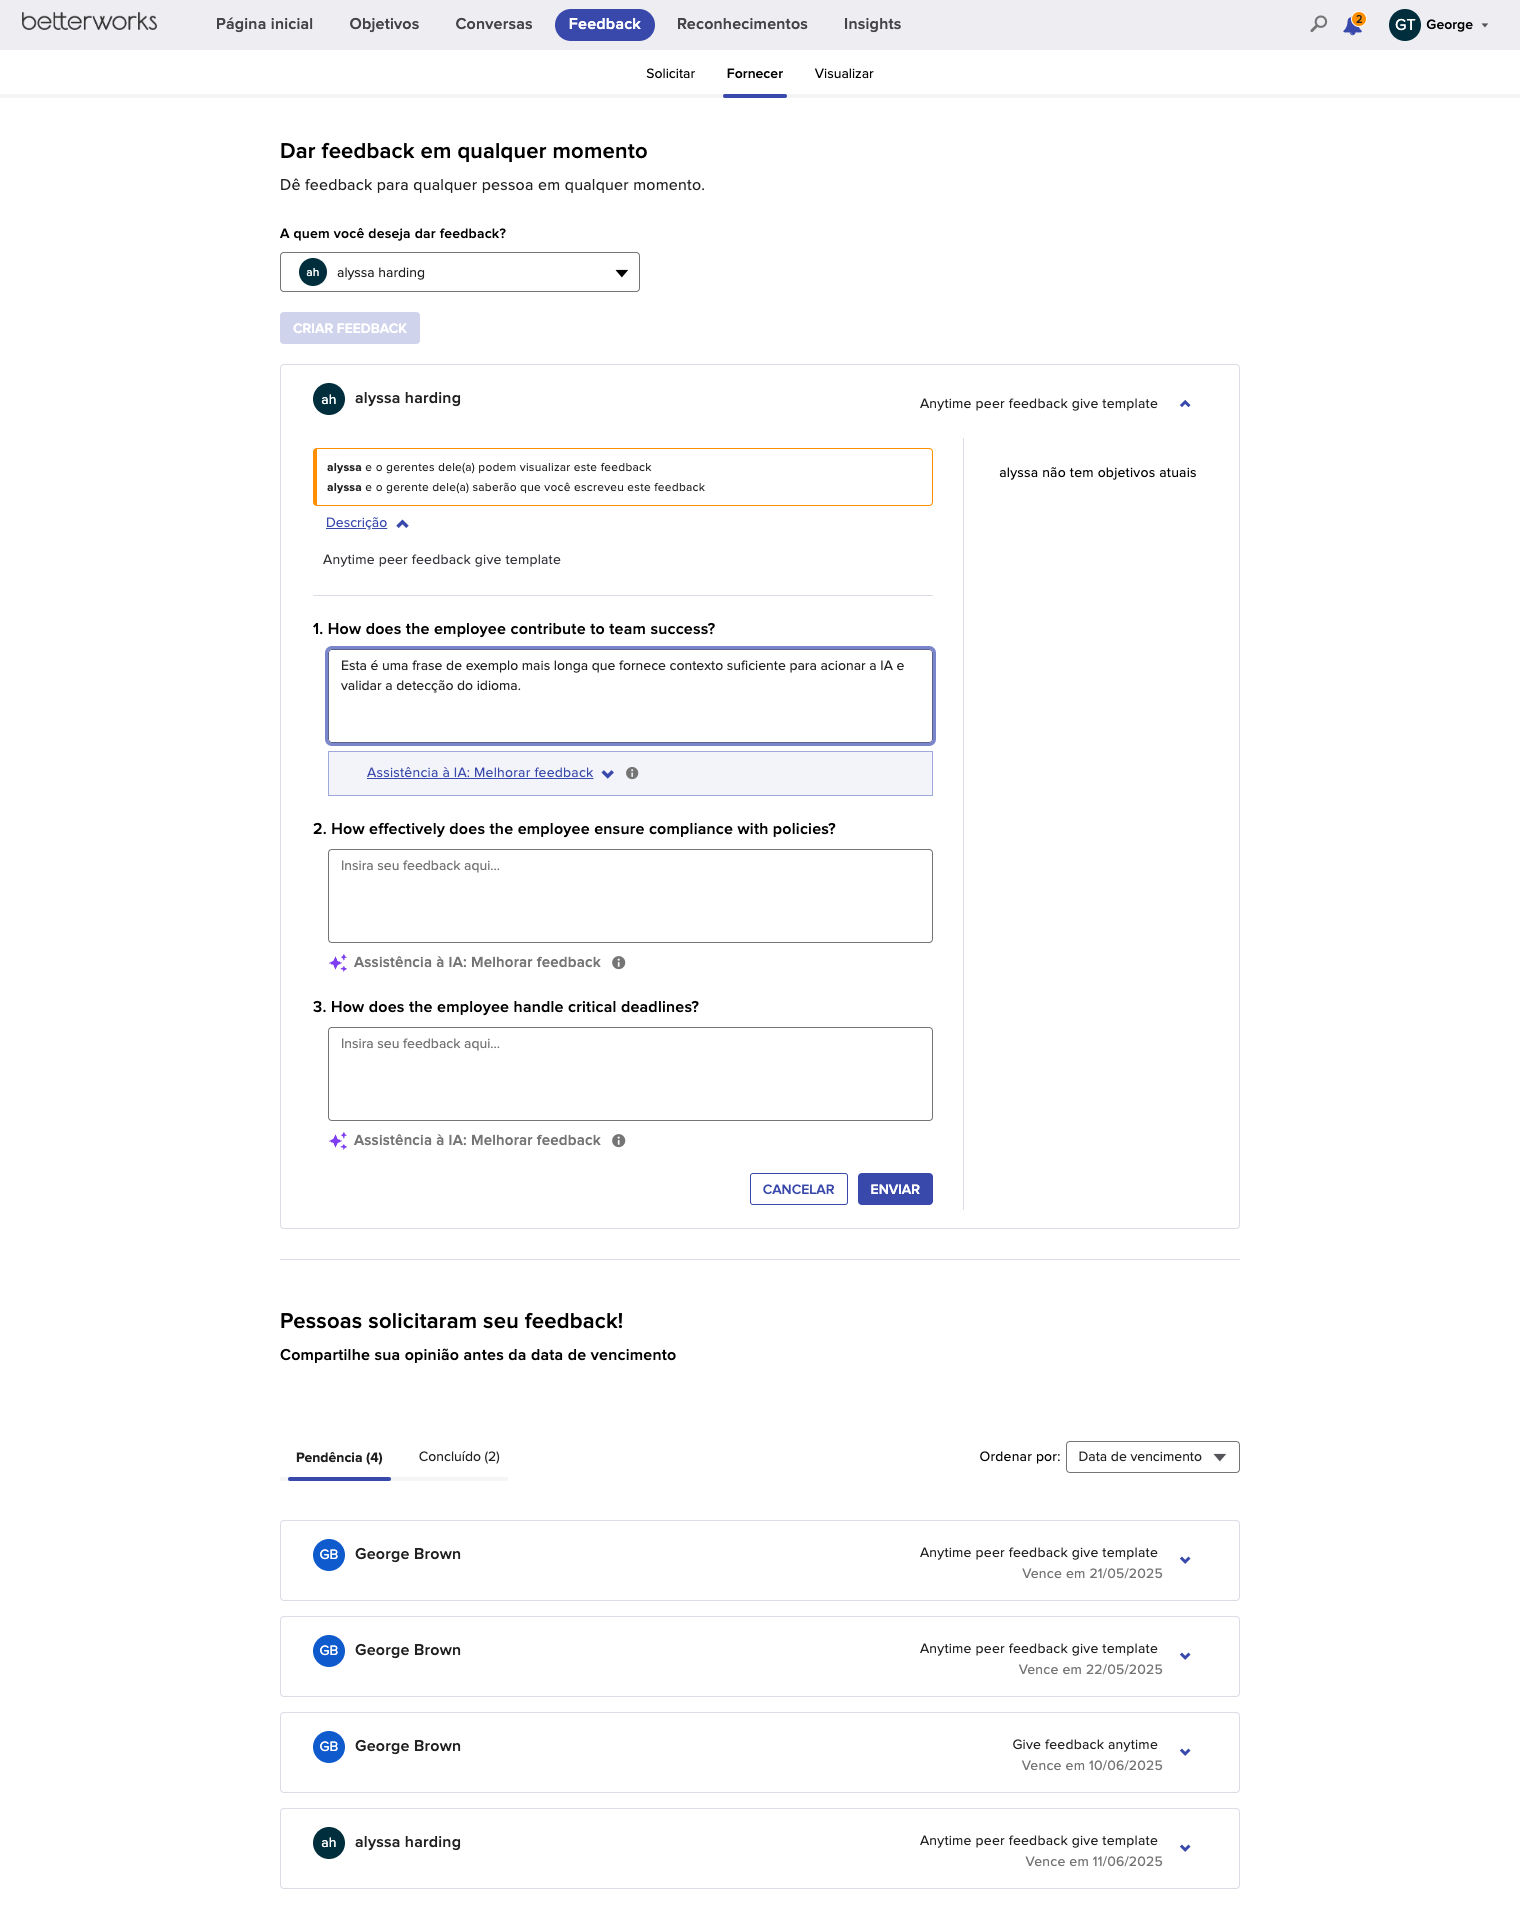 betterworks
Página inicial
Objetivos
Conversas
Feedback
Reconhecimentos
Insights
2
GT
George
Solicitar
Fornecer
Visualizar
Dar feedback em qualquer momento
Dê feedback para qualquer pessoa em qualquer momento.
A quem você deseja dar feedback?
ah
alyssa harding
CRIAR FEEDBACK
ah
alyssa harding
Anytime peer feedback give template
alyssa e o gerentes dele(a) podem visualizar este feedback
alyssa e o gerente dele(a) saberão que você escreveu este feedback
alyssa não tem objetivos atuais
Descrição
Anytime peer feedback give template
1. How does the employee contribute to team success?
Esta é uma frase de exemplo mais longa que fornece contexto suficiente para acionar a IA e
validar a detecção do idioma.
Assistência à IA: Melhorar feedback
2. How effectively does the employee ensure compliance with policies?
Insira seu feedback aqui...
Assistência à IA: Melhorar feedback
3. How does the employee handle critical deadlines?
Insira seu feedback aqui...
Assistência à IA: Melhorar feedback
CANCELAR
ENVIAR
Pessoas solicitaram seu feedback!
Compartilhe sua opinião antes da data de vencimento
Pendência (4)
Concluído (2)
Ordenar por:
Data de vencimento
GB
George Brown
Anytime peer feedback give template
Vence em 21/05/2025
GB
George Brown
Anytime peer feedback give template
Vence em 22/05/2025
GB
George Brown
Give feedback anytime
Vence em 10/06/2025
ah
alyssa harding
Anytime peer feedback give template
Vence em 11/06/2025